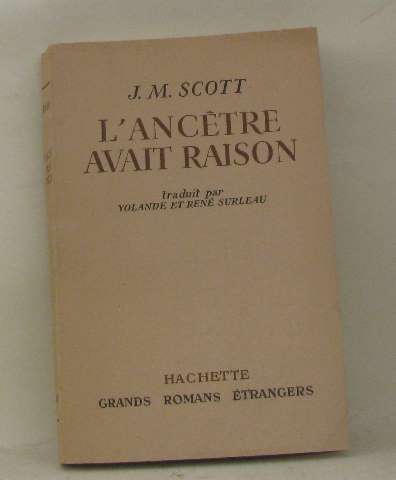 J. M. SCOTT
L'ANCÊTRE
AVAIT RAISON
traduit par
YOLANDE ET RENÉ SURLEAU
HACHETTE
GRANDS ROMANS ÉTRANGERS